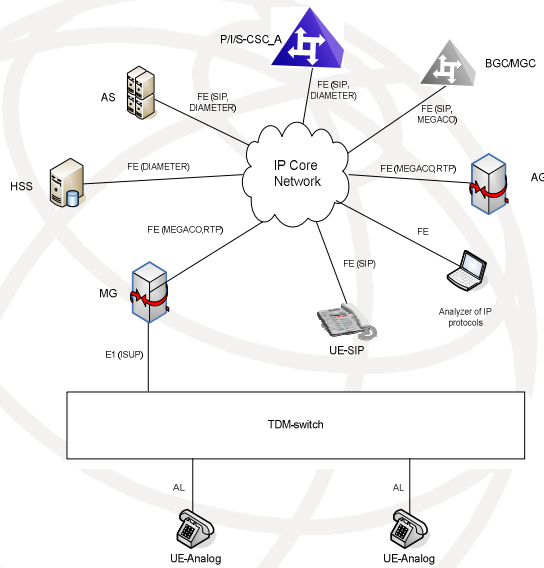 P/I/S-CSC_A
BGC/MGC
AS
FE (SIP,
DIAMETER)
FE (SIP,
DIAMETER)
FE (SIP,
MEGACO)
IP Core
Network
HSS
FE (DIAMETER)
FE (MEGACO,RTP)
AG
FE (MEGACO,RTP)
FE
FE (SIP)
MG
Analyzer of IP
protocols
UE-SIP
E1 (ISUP)
TDM-switch
AL
AL
UE-Analog
UE-Analog